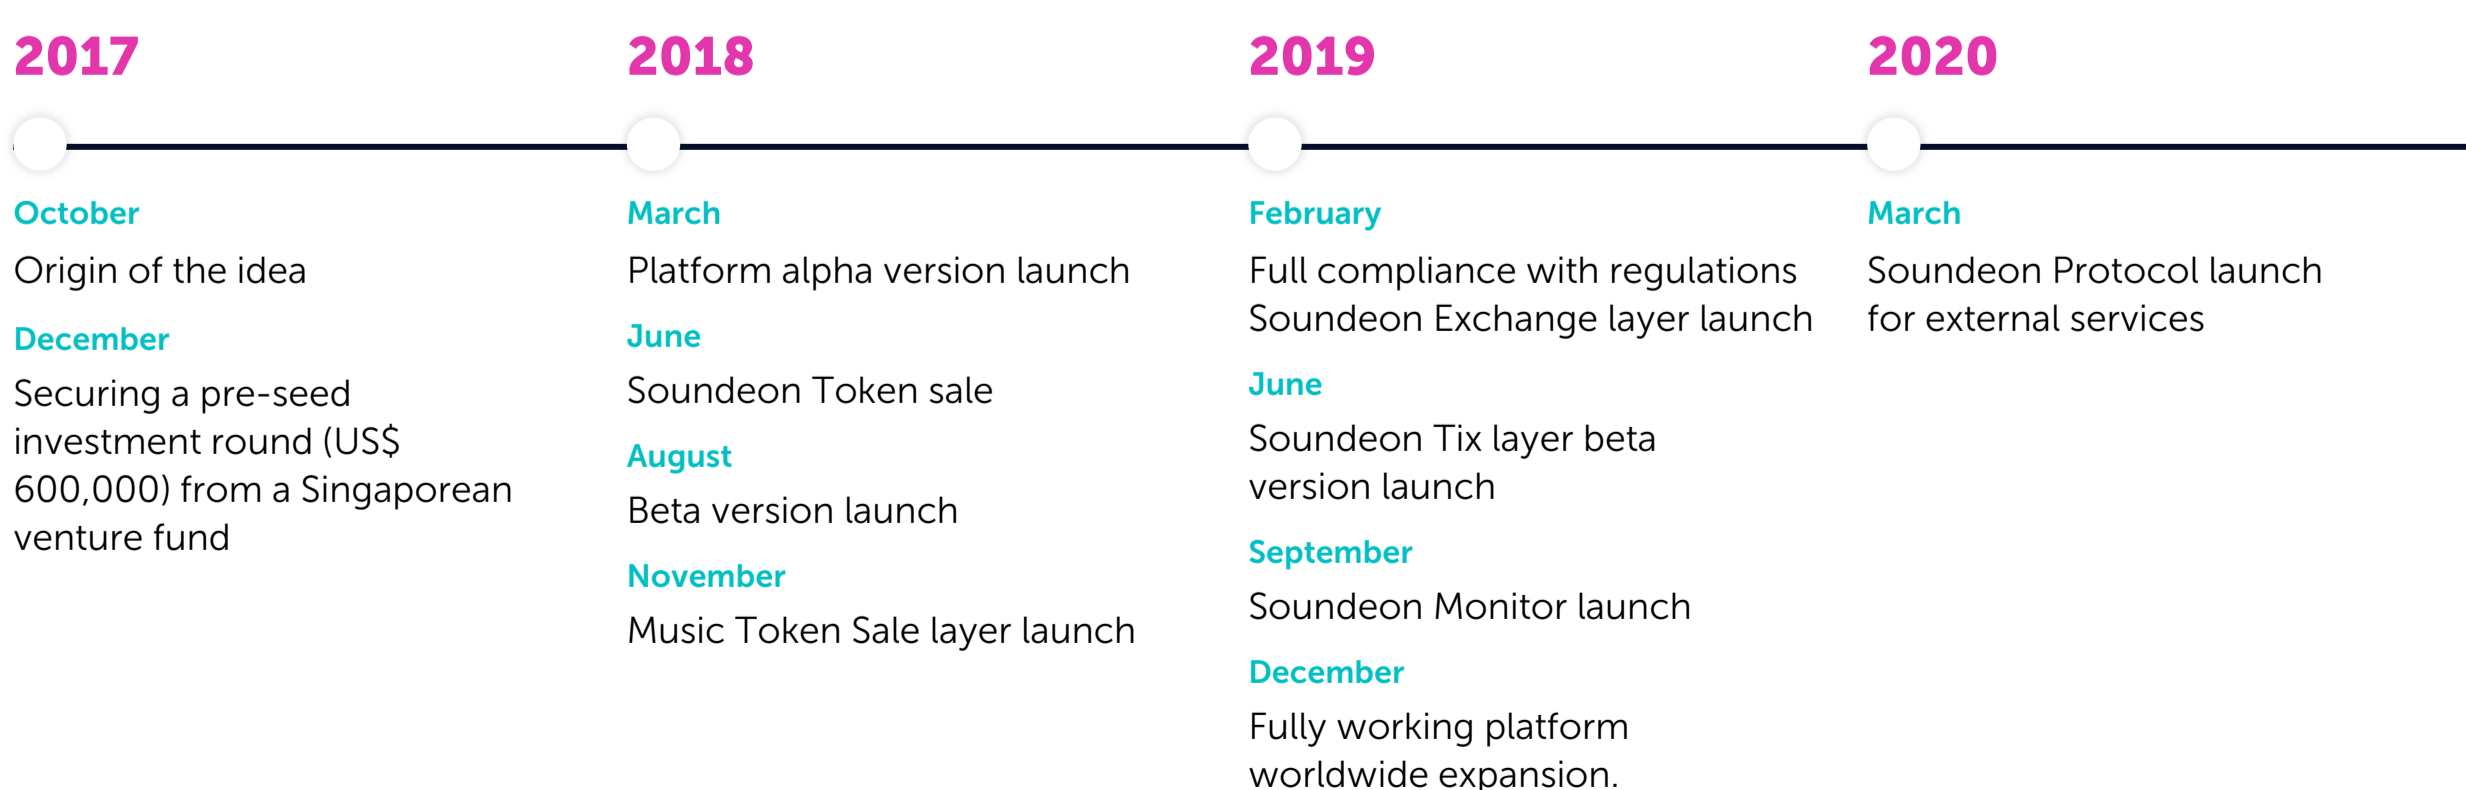 2017
October
Origin of the idea
December
Securing a pre-seed
investment round (US$
600,000) from a Singaporean
venture fund
2018
March
Platform alpha version launch
June
Soundeon Token sale
August
Beta version launch
November
Music Token Sale layer launch
2019
February
Full compliance with regulations
Soundeon Exchange layer launch
June
Soundeon Tix layer beta
version launch
September
Soundeon Monitor launch
December
Fully working platform
worldwide expansion.
2020
March
Soundeon Protocol launch
for external services